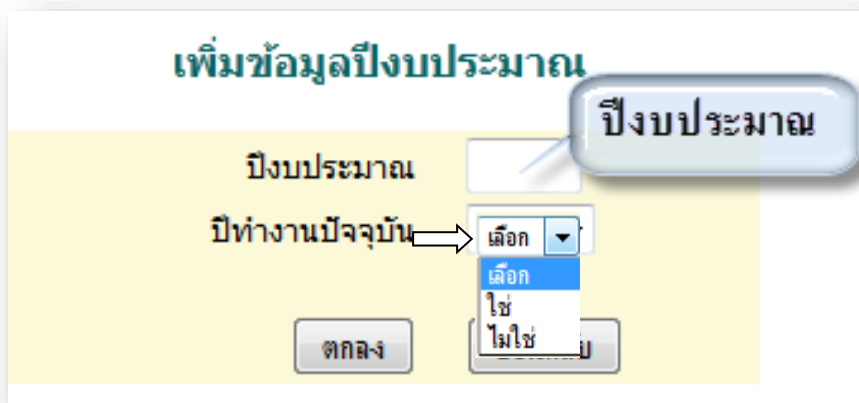 เพิ่มข้อมูลปีงบประมาณ
ปีงบประมาณ
ปีงบประมาณ
ปีทำงานปัจจุบัน
เลือก
เลือก
ใช่
ไม่ใช่
ตกลง